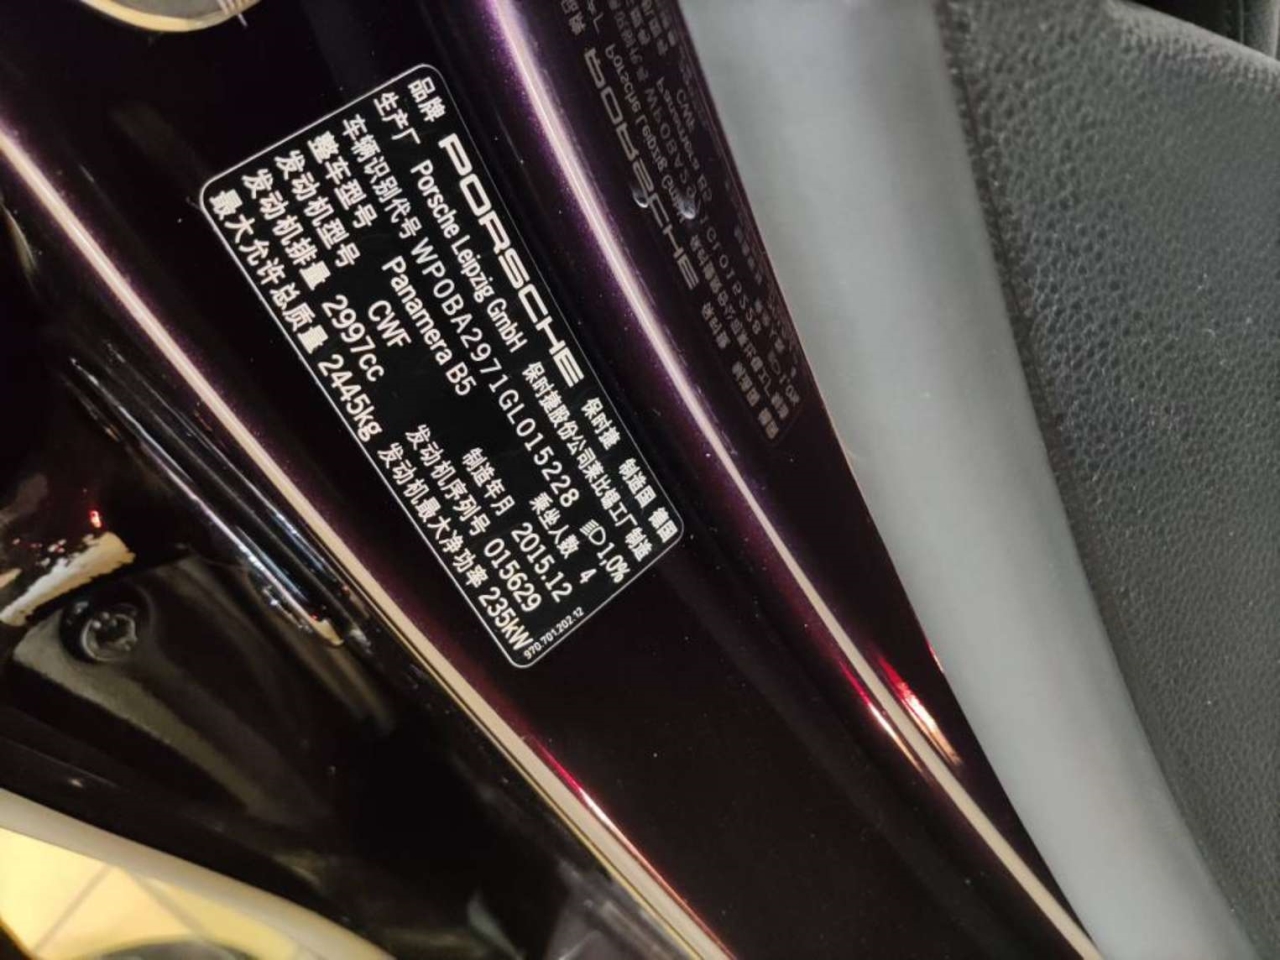 品牌 PORSCHE 保时捷 制造国 德国
生产厂 Porsche Leipzig GmbH 保时捷股份公司莱比锡工厂制造
车辆识别代号 WP0BA2971GL015228 1,0%
整车型号 Panamera B5 乘坐人数 4
发动机型号 CWF 制造年月 2015.12
发动机排量 2997cc 发动机序列号 015629
最大允许总质量 2445kg 发动机最大净功率 235kW
970.701.202.12